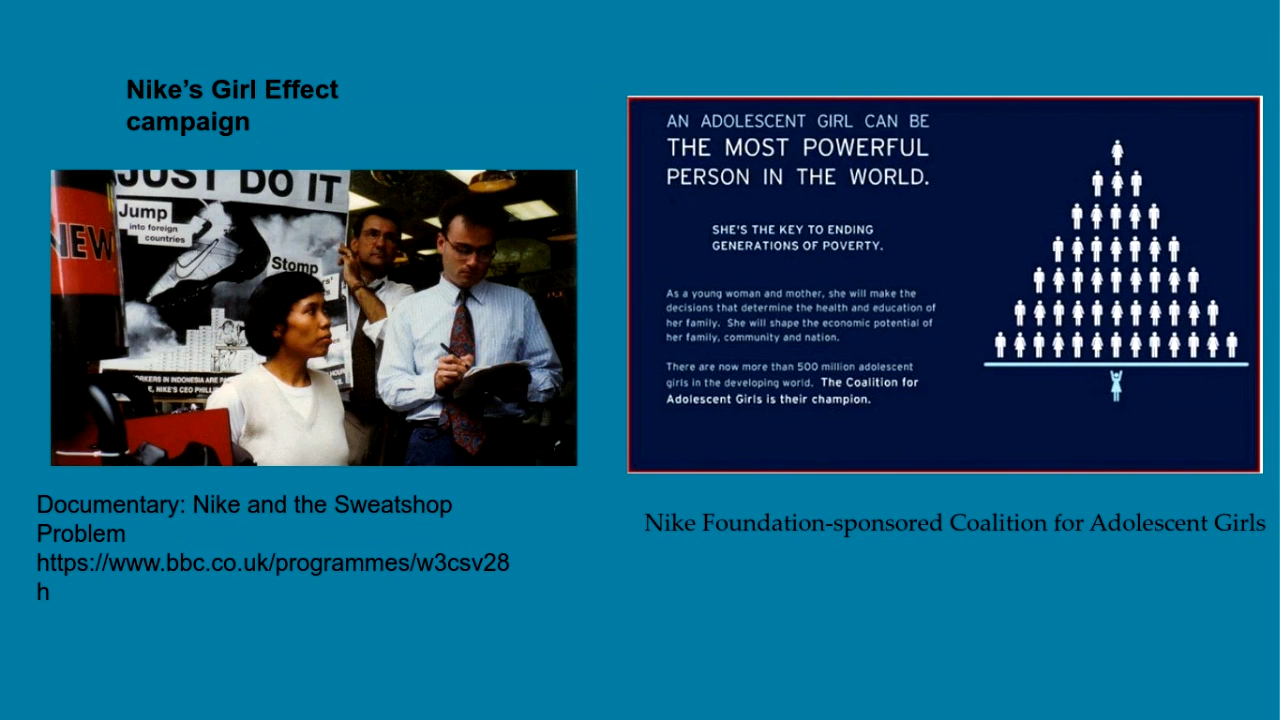 Nike’s Girl Effect
campaign
JUST DO IT
Jump
into foreign
countries
NEW
Stomp
Documentary: Nike and the Sweatshop
Problem
https://www.bbc.co.uk/programmes/w3csv28
h
AN ADOLESCENT GIRL CAN BE
THE MOST POWERFUL
PERSON IN THE WORLD.
SHE'S THE KEY TO ENDING
GENERATIONS OF POVERTY.
As a young woman and mother, she will make the
decisions that determine the health and education of
her family. She will shape the economic potential of
her family, community and nation.
There are now more than 500 million adolescent
girls in the developing world. The Coalition for
Adolescent Girls is their champion.
Nike Foundation-sponsored Coalition for Adolescent Girls